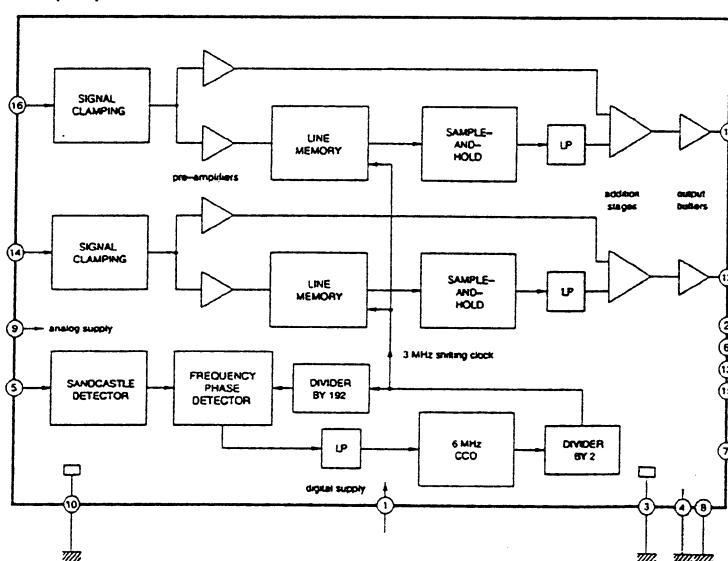 SIGNAL
CLAMPING
16
pre-amplifiers
LINE
MEMORY
SAMPLE-
AND-
HOLD
LP
addition
stages
output
buffers
SIGNAL
CLAMPING
14
LINE
MEMORY
SAMPLE-
AND-
HOLD
LP
9
analog supply
2
6
3 MHz shifting clock
5
SANDCASTLE
DETECTOR
FREQUENCY
PHASE
DETECTOR
DIVIDER
BY 192
LP
6 MHz
CCO
DIVIDER
BY 2
7
digital supply
10
1
3
4
8